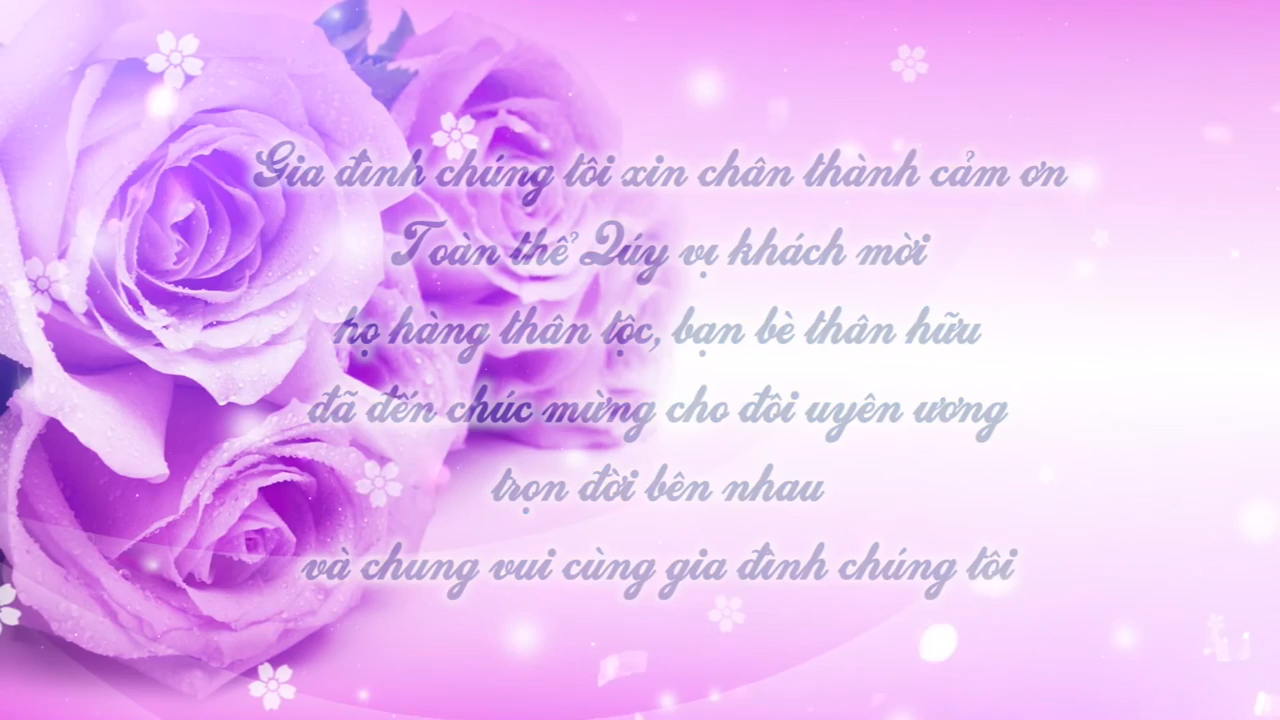 Gia đình chúng tôi xin chân thành cảm ơn
Toàn thể Qúy vị khách mời
họ hàng thân tộc, bạn bè thân hữu
đã đến chúc mừng cho đôi uyên ương
trọn đời bên nhau
và chung vui cùng gia đình chúng tôi